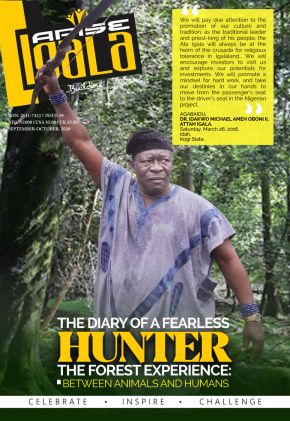 ARISE
Igala
Build Zone
ISSN: 2141-7423 | ISSUE 39
SEPTEMBER-OCTOBER, 2020
We will pay due attention to the
promotion of our culture and
tradition; as the traditional leader
and priest-king of his people, the
Ata Igala will always be at the
helm of the crusade for religious
tolerance in Igalaland... We will
encourage investors to visit us
and explore our potentials for
investments. We will promote a
mindset for hard work, and take
our destinies in our hands to
move from the passenger's seat
to the driver's seat in the Nigerian
project.
AGABAIDU,
DR. IDAKWO MICHAEL AMEH OBONI II,
ATTAH IGALA.
Saturday, March 26, 2016.
Idah,
Kogi State.
THE DIARY OF A FEARLESS
HUNTER
THE FOREST EXPERIENCE:
BETWEEN ANIMALS AND HUMANS
CELEBRATE • INSPIRE • CHALLENGE